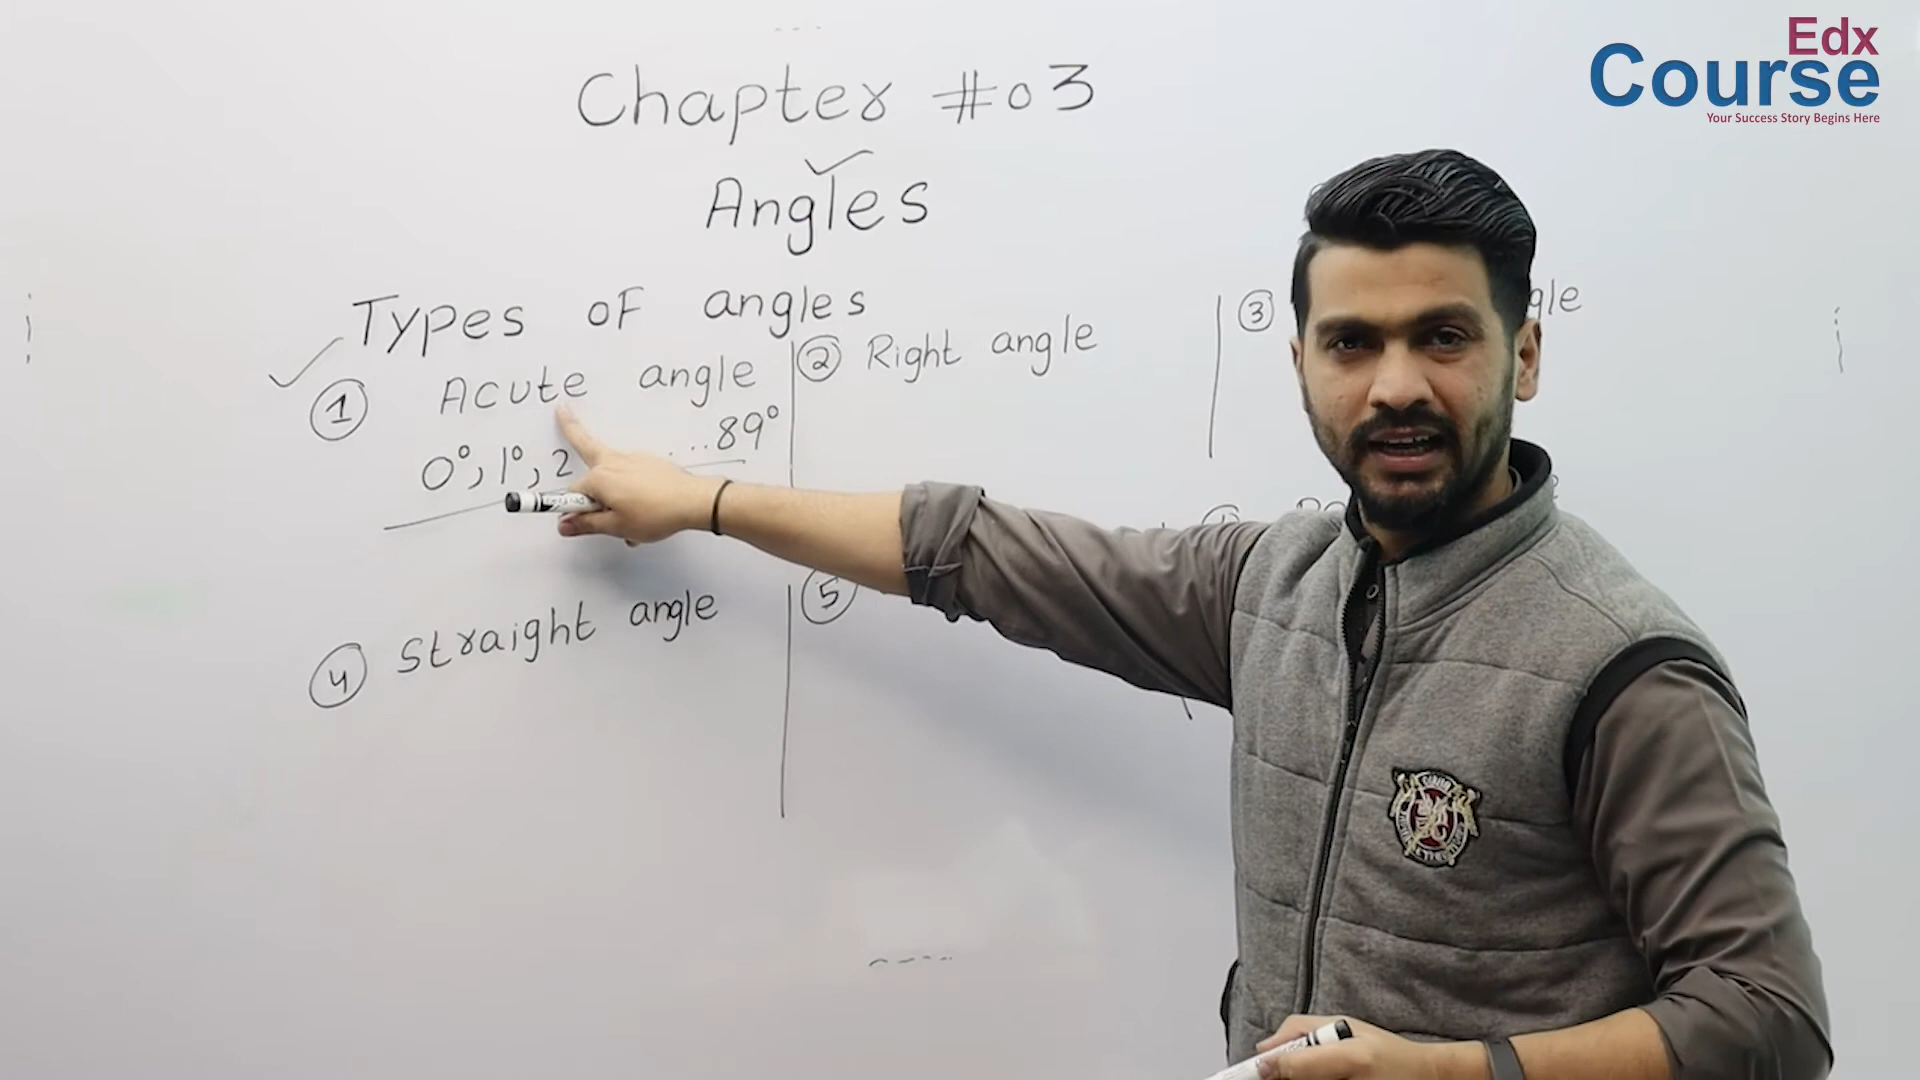 Edx
Course
Your Success Story Begins Here
Chapter #03
Angles
Types of angles
① Acute angle
0°, 1°, 2 ...89°
② Right angle
③ gle
④ Straight angle
⑤